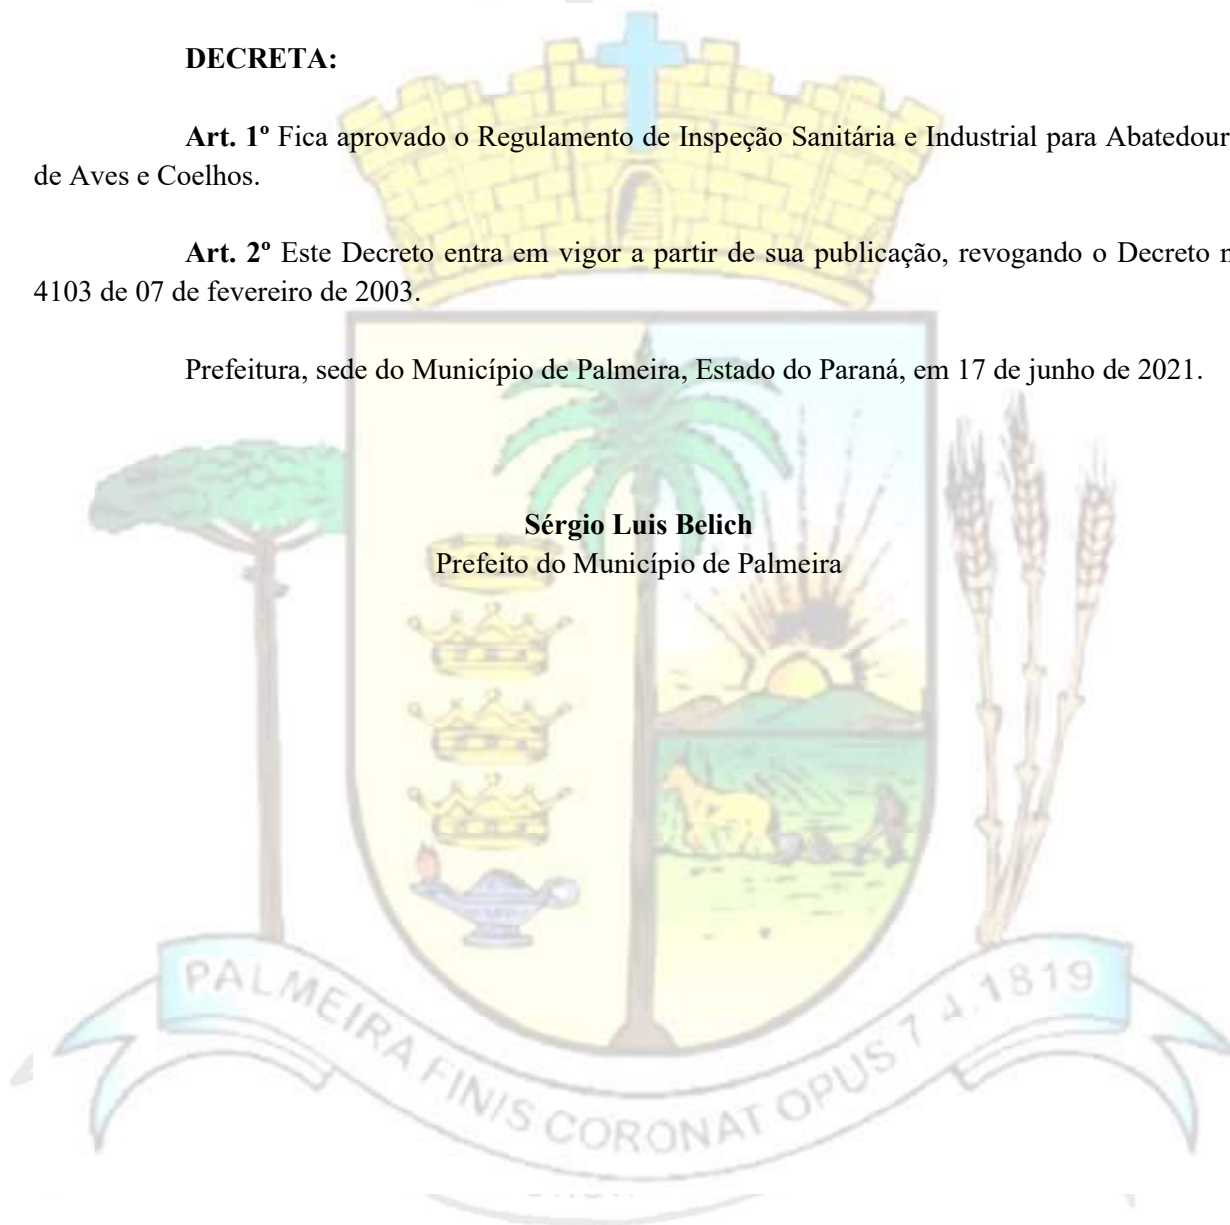 DECRETA:
Art. 1º Fica aprovado o Regulamento de Inspeção Sanitária e Industrial para Abatedour
de Aves e Coelhos.
Art. 2º Este Decreto entra em vigor a partir de sua publicação, revogando o Decreto n
4103 de 07 de fevereiro de 2003.
Prefeitura, sede do Município de Palmeira, Estado do Paraná, em 17 de junho de 2021.
Sérgio Luis Belich
Prefeito do Município de Palmeira
PALMEIRA FINIS CORONAT OPUS 7.4.1819